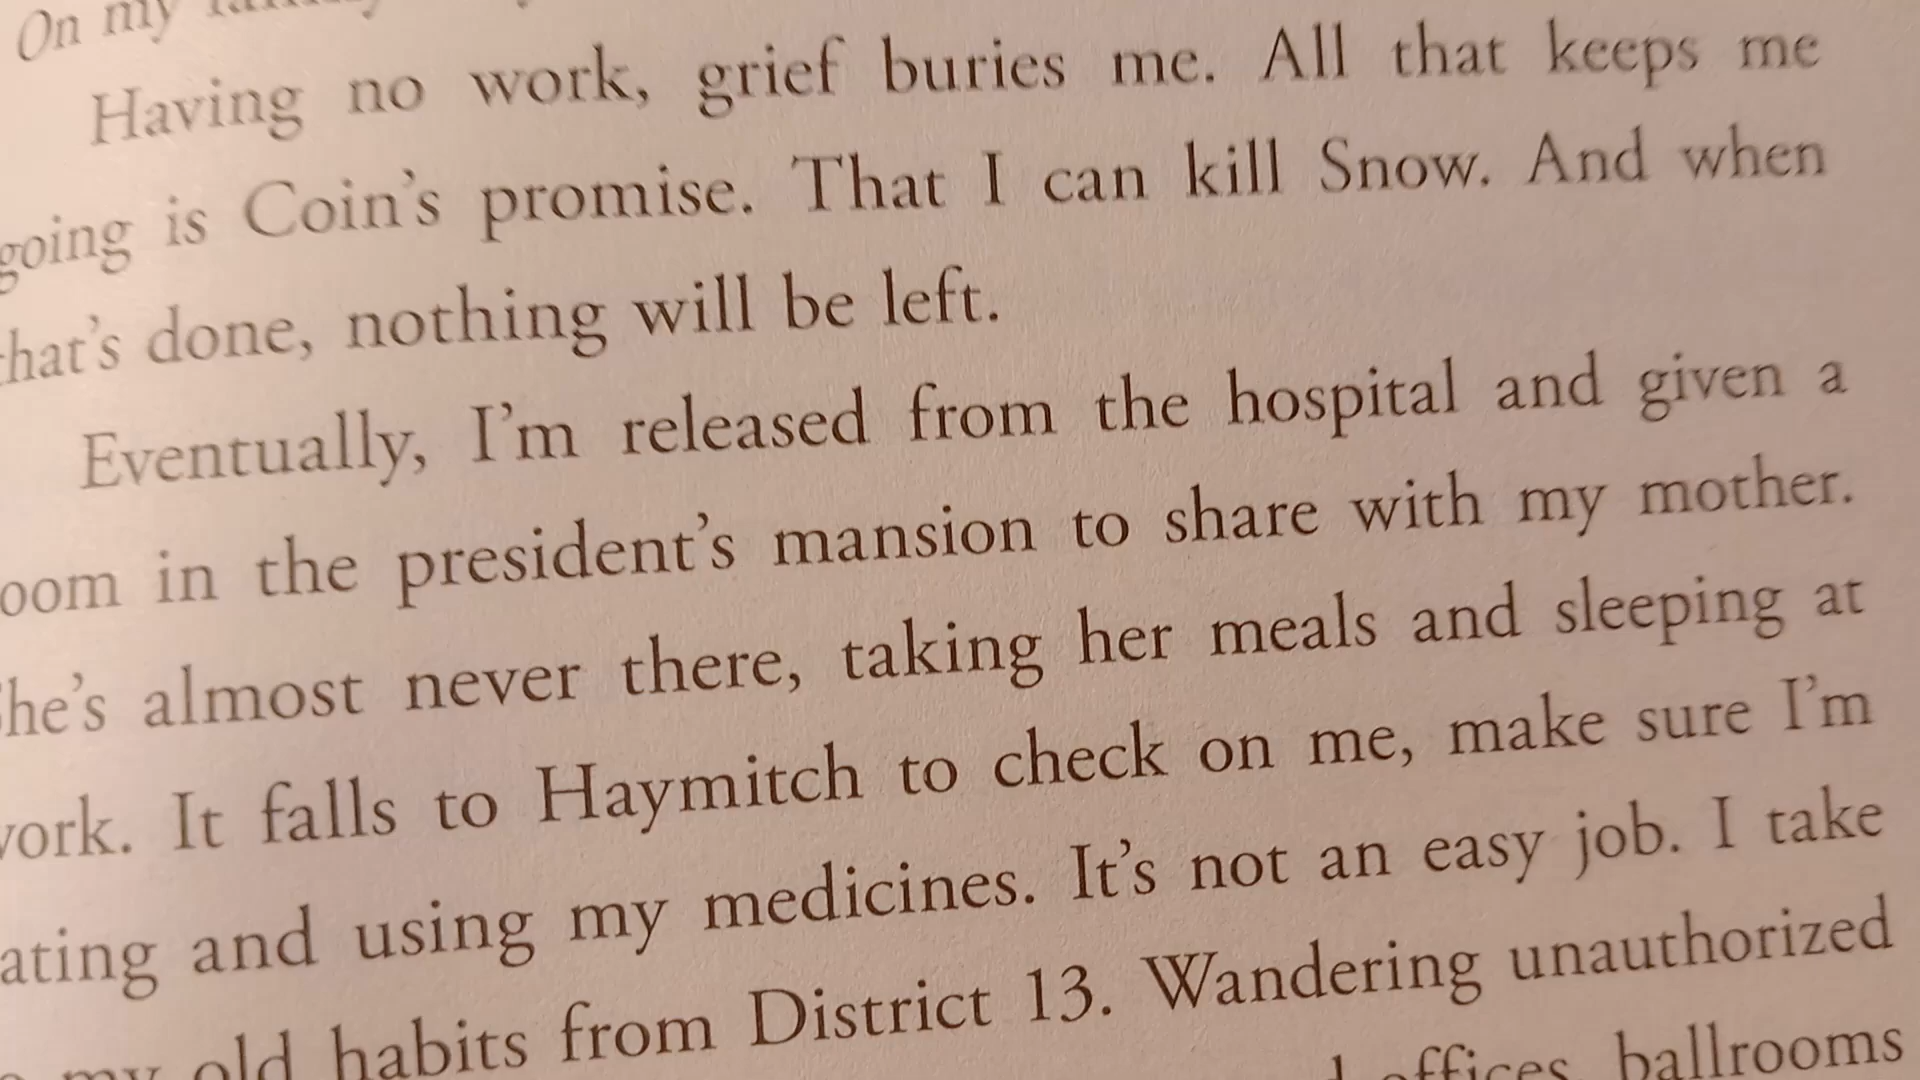 On my
Having no work, grief buries me. All that keeps me
going is Coin's promise. That I can kill Snow. And when
that's done, nothing will be left.
Eventually, I'm released from the hospital and given a
oom in the president's mansion to share with my mother.
She's almost never there, taking her meals and sleeping at
work. It falls to Haymitch to check on me, make sure I'm
ating and using my medicines. It's not an easy job. I take
my old habits from District 13. Wandering unauthorized
offices, ballrooms